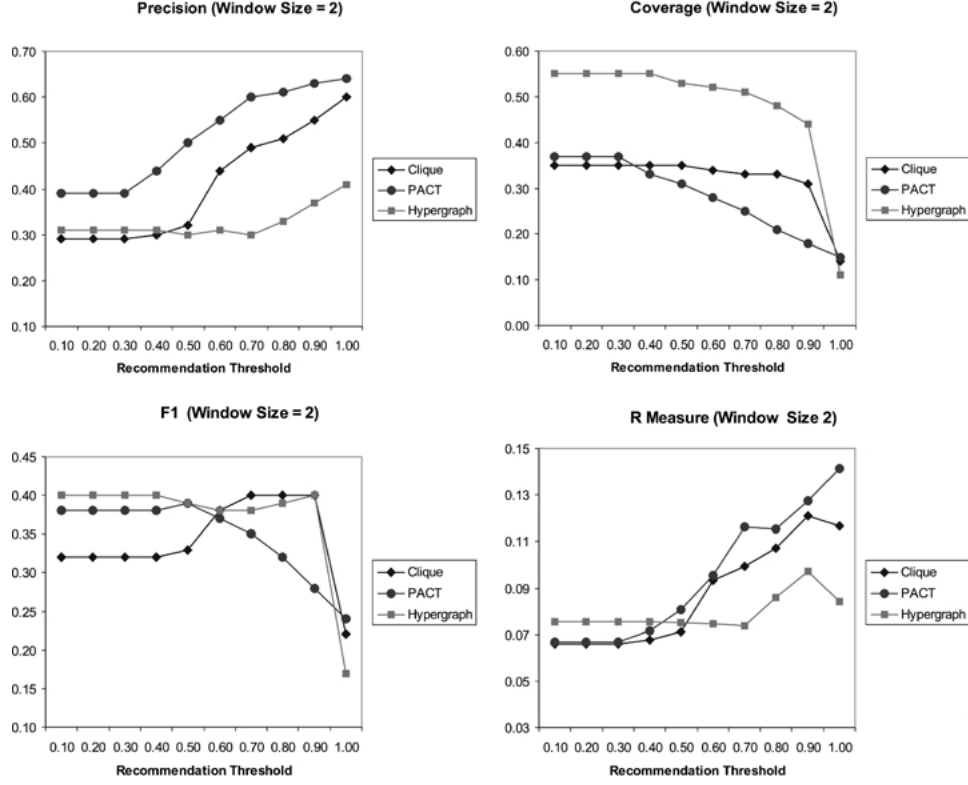 Precision (Window Size = 2)
0.70
0.60
0.50
0.40
0.30
0.20
0.10
0.10 0.20 0.30 0.40 0.50 0.60 0.70 0.80 0.90 1.00
Recommendation Threshold
Clique
PACT
Hypergraph
Coverage (Window Size = 2)
0.60
0.50
0.40
0.30
0.20
0.10
0.00
0.10 0.20 0.30 0.40 0.50 0.60 0.70 0.80 0.90 1.00
Recommendation Threshold
Clique
PACT
Hypergraph
F1 (Window Size = 2)
0.45
0.40
0.35
0.30
0.25
0.20
0.15
0.10
0.10 0.20 0.30 0.40 0.50 0.60 0.70 0.80 0.90 1.00
Recommendation Threshold
Clique
PACT
Hypergraph
R Measure (Window Size 2)
0.15
0.13
0.11
0.09
0.07
0.05
0.03
0.10 0.20 0.30 0.40 0.50 0.60 0.70 0.80 0.90 1.00
Recommendation Threshold
Clique
PACT
Hypergraph